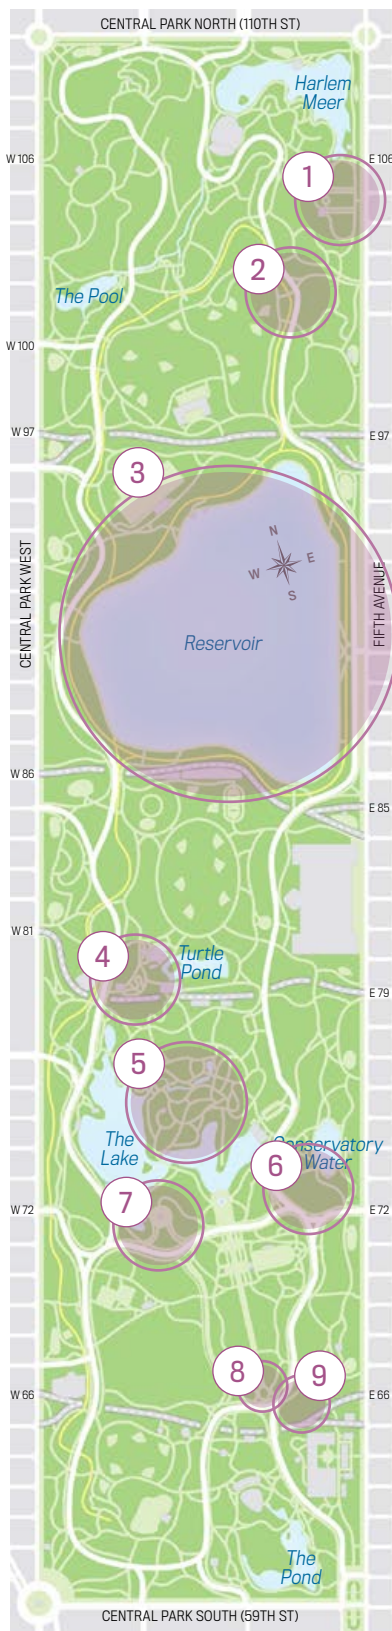 CENTRAL PARK NORTH (110TH ST)
Harlem
Meer
W 106
E 106
1
2
The Pool
W 100
W 97
E 97
3
N
W
E
S
CENTRAL PARK WEST
FIFTH AVENUE
Reservoir
W 86
E 85
W 81
4
Turtle
Pond
E 79
5
The
Lake
Conservatory
Water
6
7
W 72
E 72
8
9
W 66
E 66
The
Pond
CENTRAL PARK SOUTH (59TH ST)